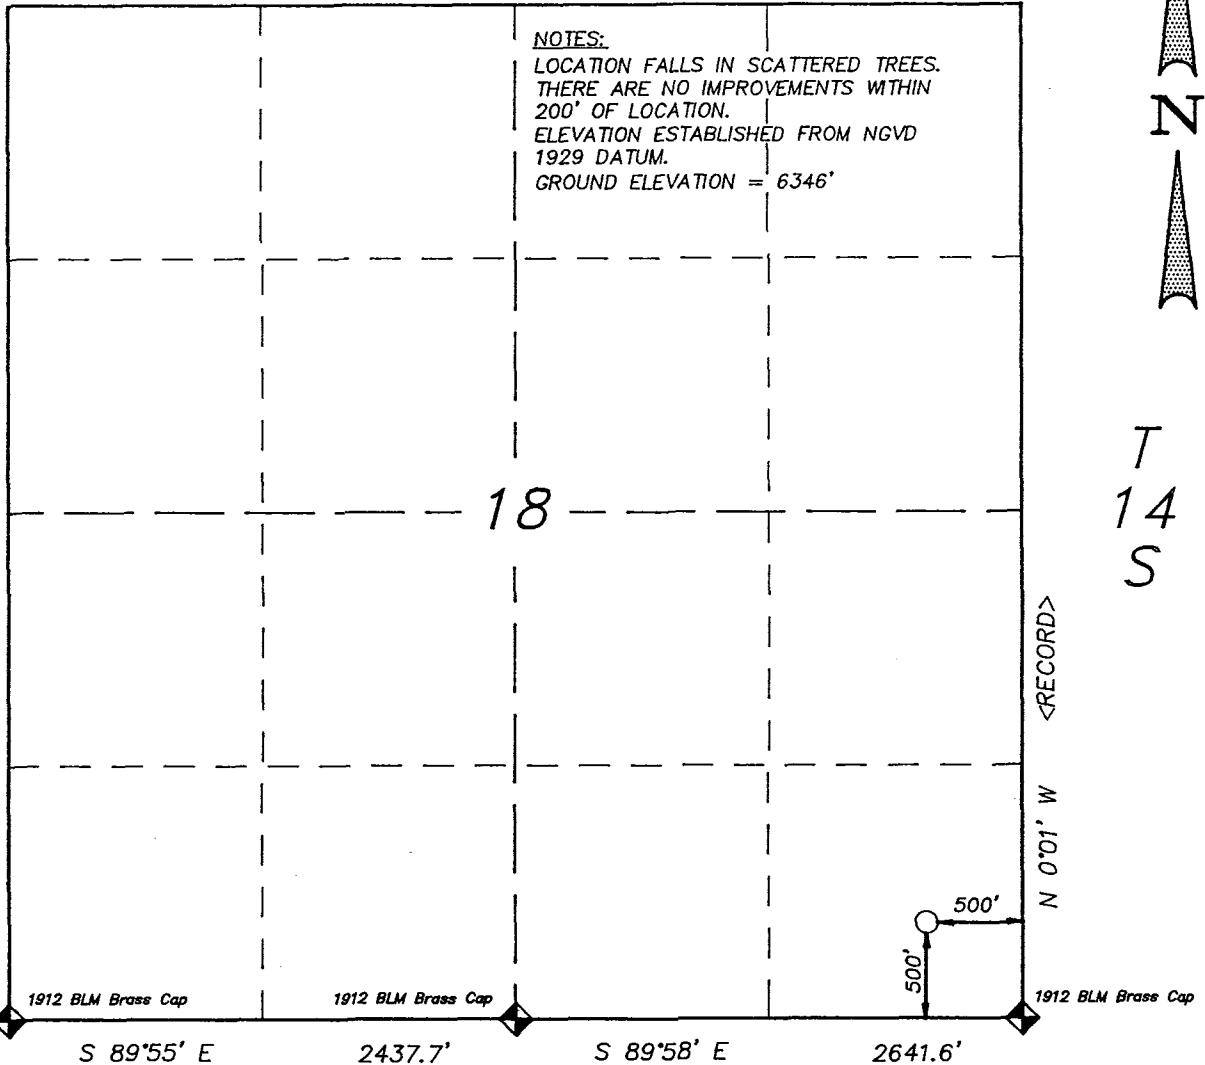 NOTES:
LOCATION FALLS IN SCATTERED TREES.
THERE ARE NO IMPROVEMENTS WITHIN
200' OF LOCATION.
ELEVATION ESTABLISHED FROM NGVD
1929 DATUM.
GROUND ELEVATION = 6346'
N
T
14
S
18
<RECORD>
N 0°01' W
500'
500'
1912 BLM Brass Cap
1912 BLM Brass Cap
1912 BLM Brass Cap
S 89°55' E
2437.7'
S 89°58' E
2641.6'